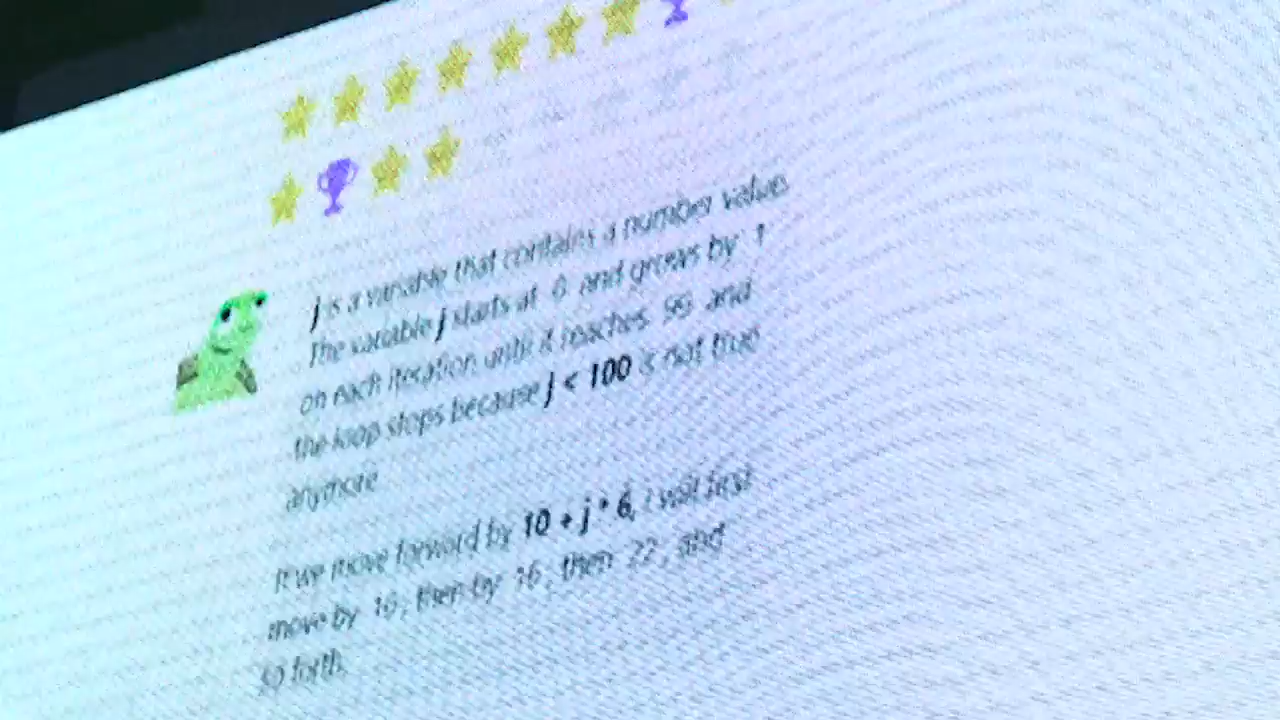 j is a variable that contains a number value.
The variable j starts at 0 and grows by 1
on each iteration until it reaches 99 and
the loop stops because j < 100 is not true
anymore
If we move forword by 10 + j * 6, I will first
move by 10, then by 16, then 22, and
so forth.